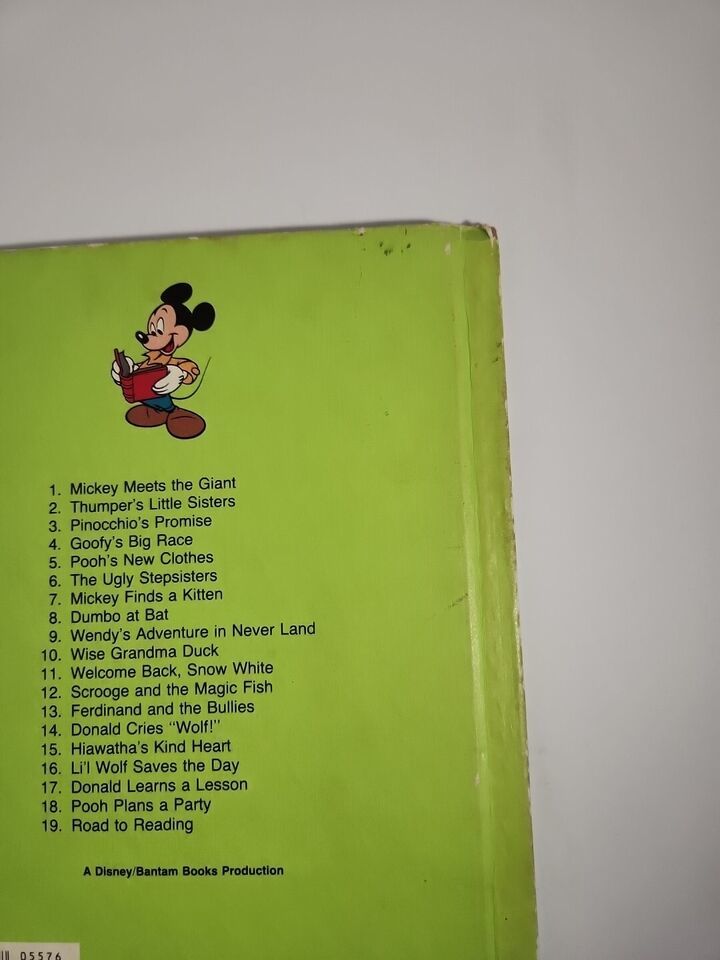 1. Mickey Meets the Giant
2. Thumper's Little Sisters
3. Pinocchio's Promise
4. Goofy's Big Race
5. Pooh's New Clothes
6. The Ugly Stepsisters
7. Mickey Finds a Kitten
8. Dumbo at Bat
9. Wendy's Adventure in Never Land
10. Wise Grandma Duck
11. Welcome Back, Snow White
12. Scrooge and the Magic Fish
13. Ferdinand and the Bullies
14. Donald Cries "Wolf!"
15. Hiawatha's Kind Heart
16. Li'l Wolf Saves the Day
17. Donald Learns a Lesson
18. Pooh Plans a Party
19. Road to Reading
A Disney/Bantam Books Production
05576